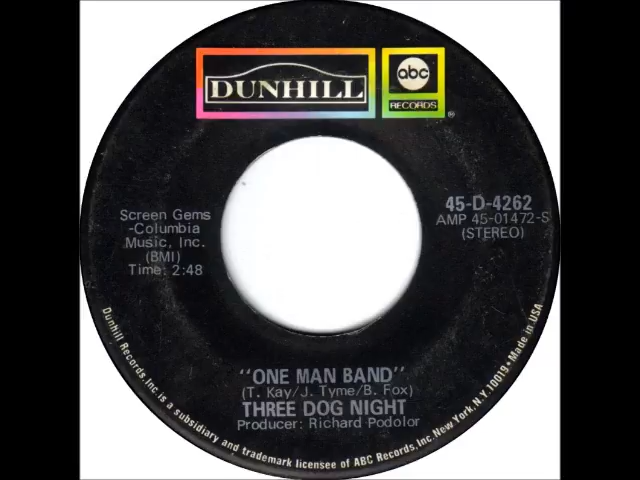 DUNHILL
abc
RECORDS
®
Screen Gems
-Columbia
Music, Inc.
(BMI)
Time: 2:48
45-D-4262
AMP 45-01472-S
(STEREO)
"ONE MAN BAND"
(T. Kay/J. Tyme/B. Fox)
THREE DOG NIGHT
Producer: Richard Podolor
Dunhill Records, Inc. is a subsidiary and trademark licensee of ABC Records, Inc. New York, N.Y. 10019 • Made in USA